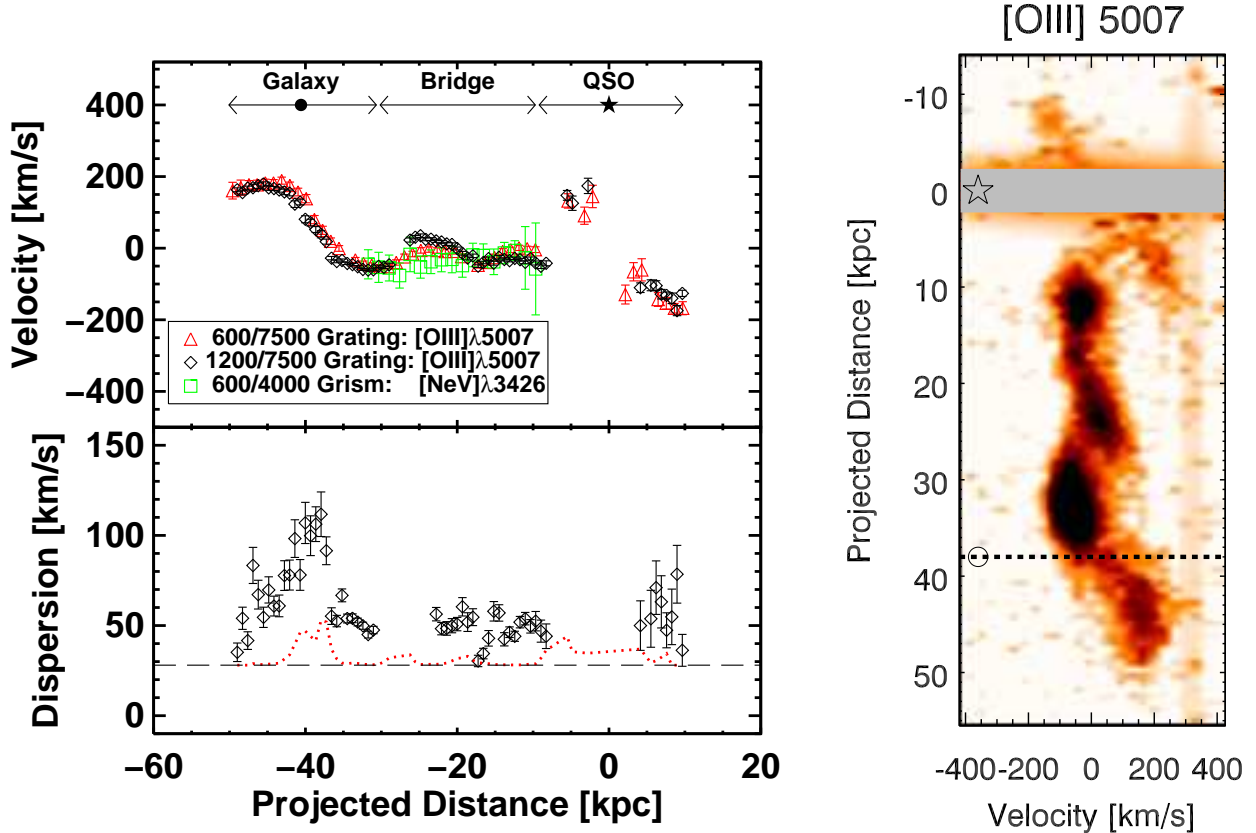 [OIII] 5007
Galaxy
Bridge
QSO
400
200
0
−200
−400
Velocity [km/s]
600/7500 Grating: [OIII]λ5007
1200/7500 Grating: [OIII]λ5007
600/4000 Grism: [NeV]λ3426
150
100
50
0
Dispersion [km/s]
−60
−40
−20
0
20
Projected Distance [kpc]
-10
0
10
20
30
40
50
Projected Distance [kpc]
-400
-200
0
200
400
Velocity [km/s]